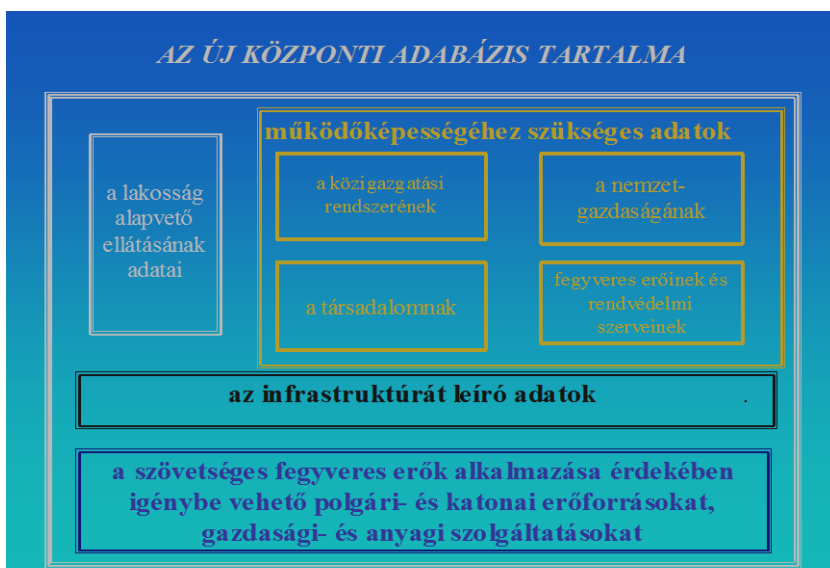 AZ ÚJ KÖZPONTI ADABÁZIS TARTALMA
a lakosság
alapvető
ellátásának
adatai
működőképességéhez szükséges adatok
a közigazgatási
rendszerének
a nemzet-
gazdaságának
a társadalomnak
fegyveres erőinek és
rendvédelmi
szerveinek
az infrastruktúrát leíró adatok .
a szövetséges fegyveres erők alkalmazása érdekében
igénybe vehető polgári- és katonai erőforrásokat,
gazdasági- és anyagi szolgáltatásokat